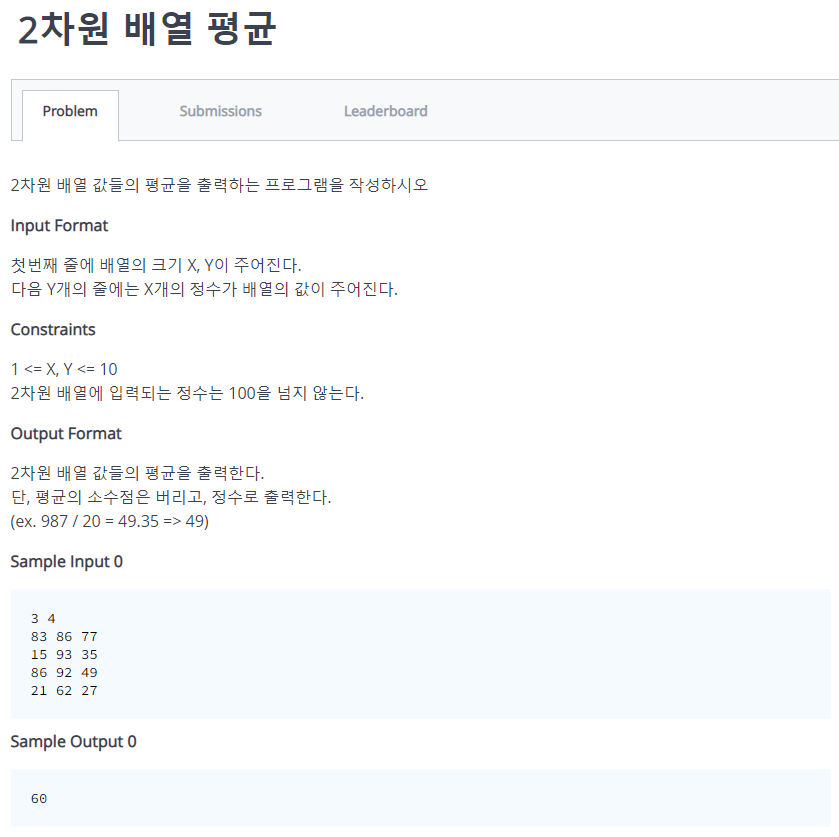 2차원 배열 평균
Problem
Submissions
Leaderboard
2차원 배열 값들의 평균을 출력하는 프로그램을 작성하시오
Input Format
첫번째 줄에 배열의 크기 X, Y이 주어진다.
다음 Y개의 줄에는 X개의 정수가 배열의 값이 주어진다.
Constraints
1 <= X, Y <= 10
2차원 배열에 입력되는 정수는 100을 넘지 않는다.
Output Format
2차원 배열 값들의 평균을 출력한다.
단, 평균의 소수점은 버리고, 정수로 출력한다.
(ex. 987 / 20 = 49.35 => 49)
Sample Input 0
3 4
83 86 77
15 93 35
86 92 49
21 62 27
Sample Output 0
60